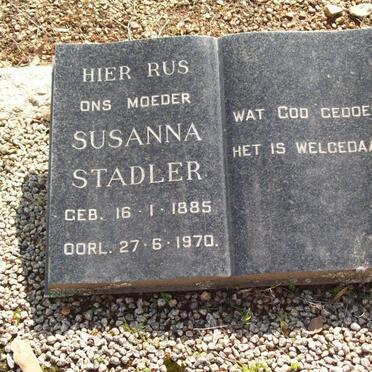 HIER RUS
ONS MOEDER
SUSANNA
STADLER
GEB. 16·1·1885
OORL. 27·6·1970.
WAT GOD GEDOE
HET IS WELGEDAA